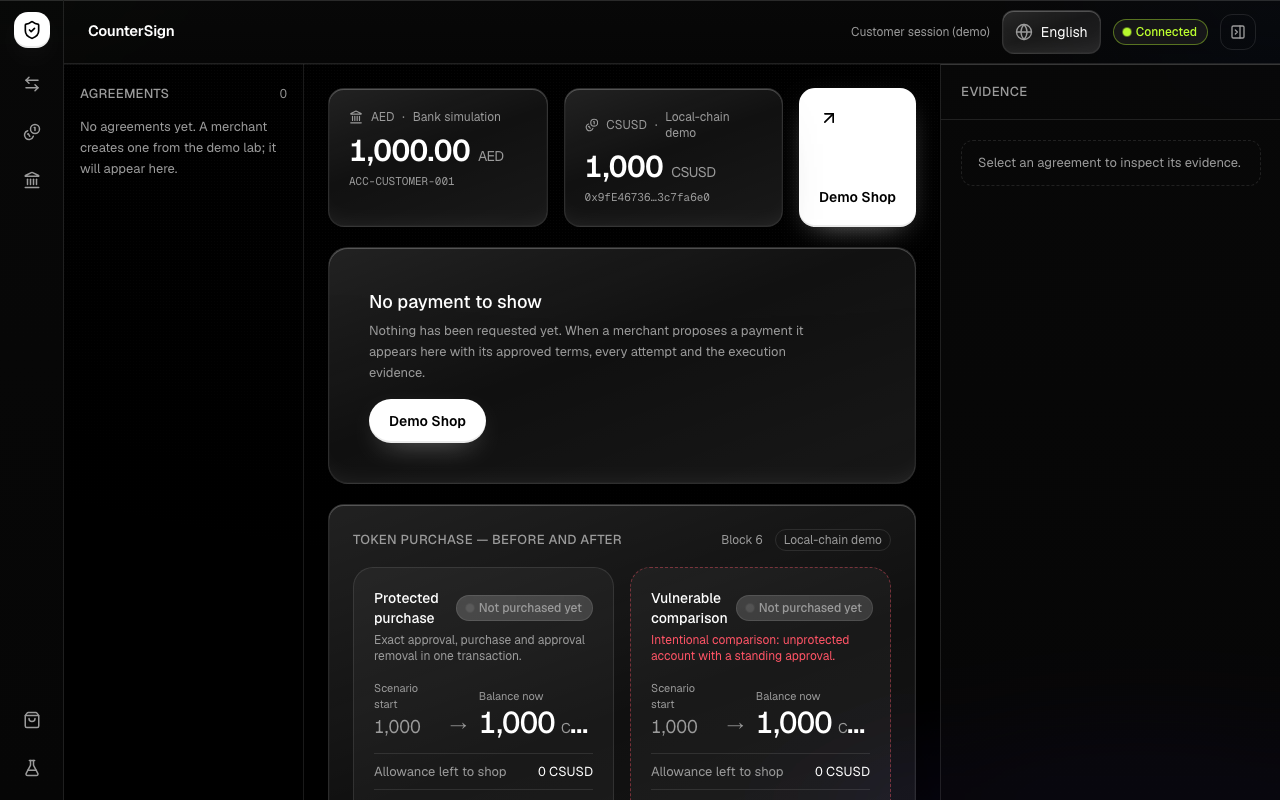 CounterSign
Customer session (demo)
English
Connected
AGREEMENTS 0
No agreements yet. A merchant
creates one from the demo lab; it
will appear here.
AED · Bank simulation
1,000.00 AED
ACC-CUSTOMER-001
CSUSD · Local-chain
demo
1,000 CSUSD
0x9fE46736…3c7fa6e0
Demo Shop
EVIDENCE
Select an agreement to inspect its evidence.
No payment to show
Nothing has been requested yet. When a merchant proposes a payment it
appears here with its approved terms, every attempt and the execution
evidence.
Demo Shop
TOKEN PURCHASE — BEFORE AND AFTER
Block 6
Local-chain demo
Protected
purchase
Not purchased yet
Exact approval, purchase and approval
removal in one transaction.
Scenario
start
1,000
→
Balance now
1,000 C...
Allowance left to shop 0 CSUSD
Vulnerable
comparison
Not purchased yet
Intentional comparison: unprotected
account with a standing approval.
Scenario
start
1,000
→
Balance now
1,000 C...
Allowance left to shop 0 CSUSD